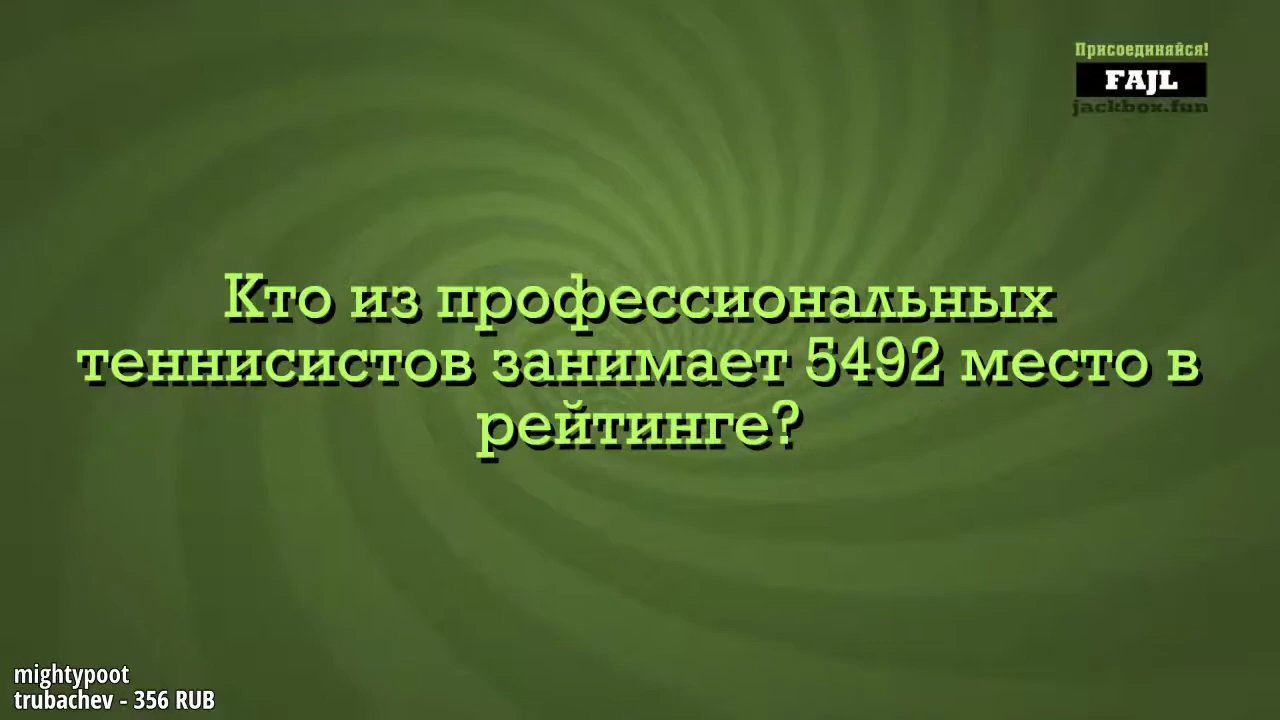 Присоединяйся!
FAJL
jackbox.fun
Кто из профессиональных
теннисистов занимает 5492 место в
рейтинге?
mightypoot
trubachev - 356 RUB